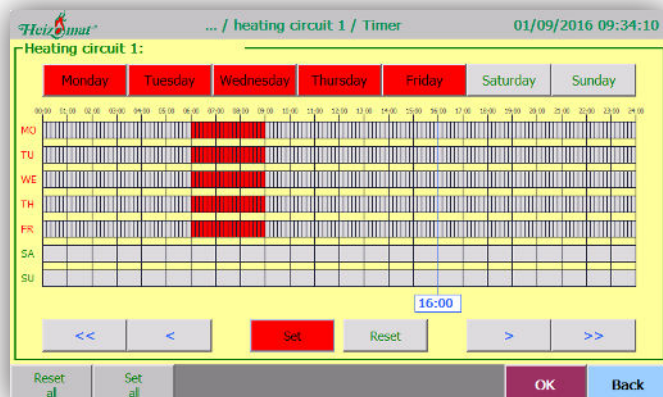 Heizomat ... / heating circuit 1 / Timer 01/09/2016 09:34:10
Heating circuit 1:
Monday Tuesday Wednesday Thursday Friday Saturday Sunday
00:00 01:00 02:00 03:00 04:00 05:00 06:00 07:00 08:00 09:00 10:00 11:00 12:00 13:00 14:00 15:00 16:00 17:00 18:00 19:00 20:00 21:00 22:00 23:00 24:00
MO
TU
WE
TH
FR
SA
SU
16:00
<< < Set Reset > >>
Reset Set
all all
OK Back